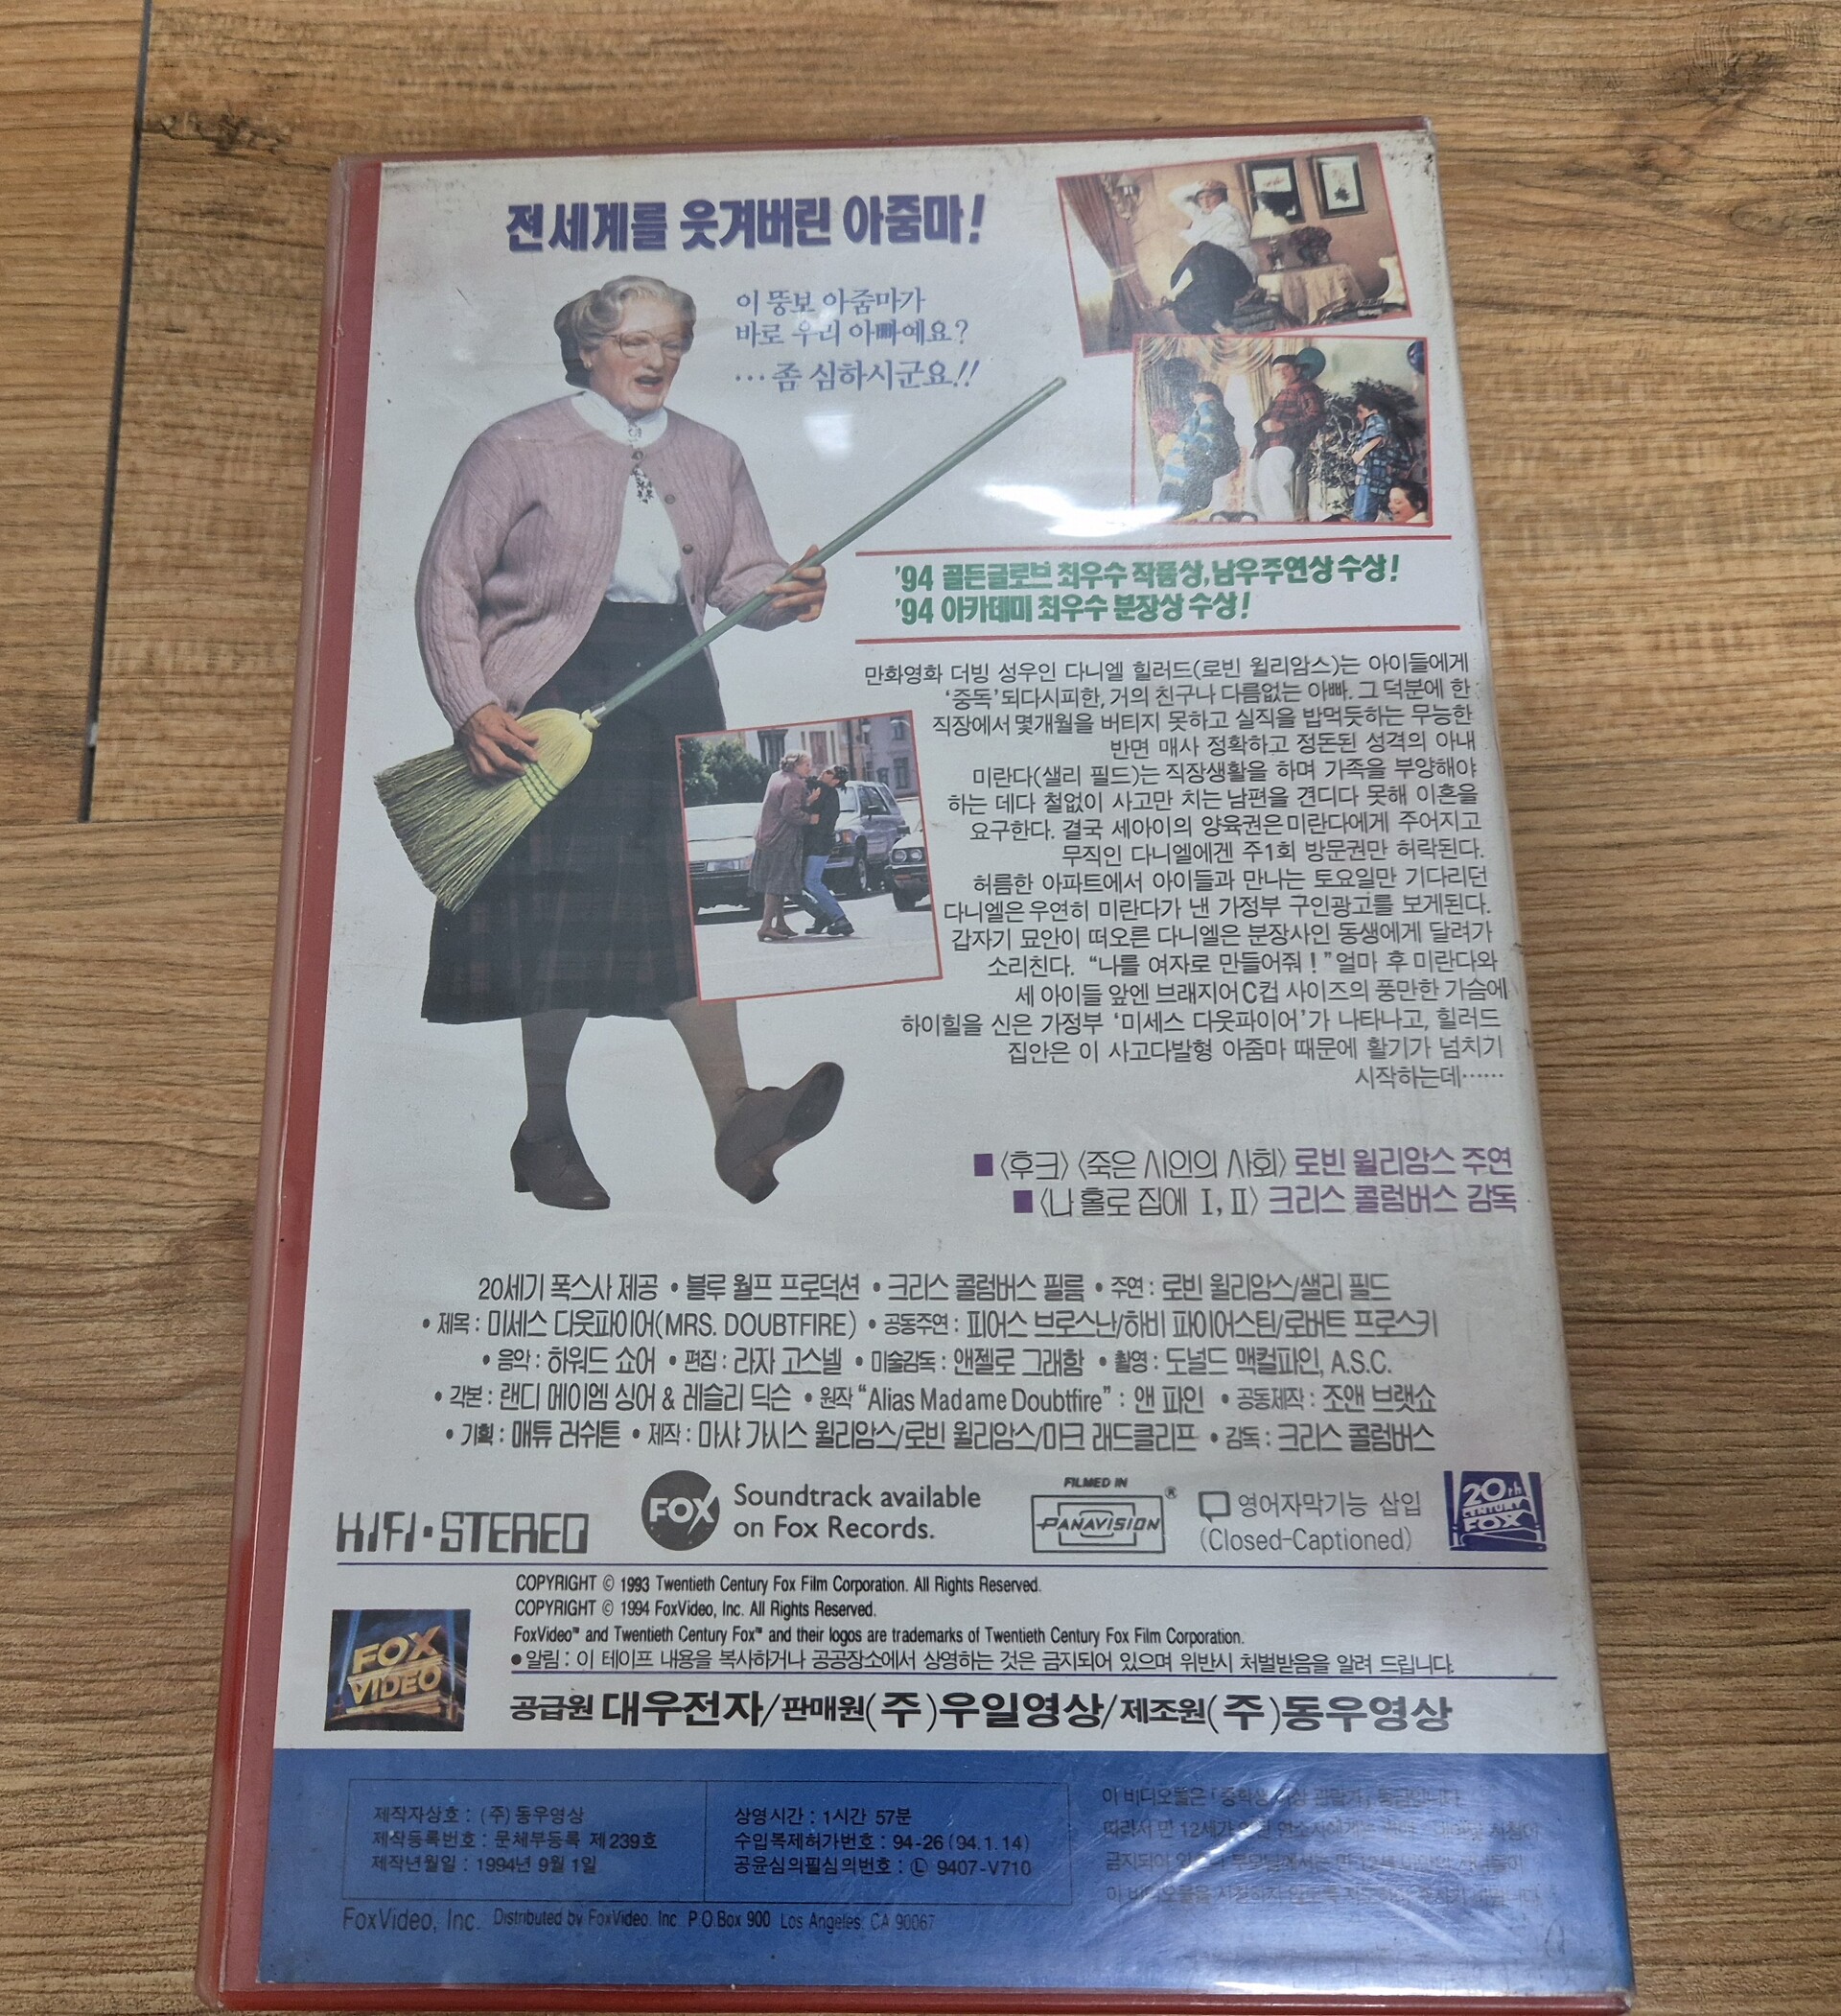 전세계를 웃겨버린 아줌마!
이 뚱보 아줌마가
바로 우리 아빠예요?
…좀 심하시군요!!
'94 골든글로브 최우수 작품상, 남우주연상 수상!
'94 아카데미 최우수 분장상 수상!
만화영화 더빙 성우인 다니엘 힐러드(로빈 윌리암스)는 아이들에게
'중독'되다시피한, 거의 친구나 다름없는 아빠. 그 덕분에 한
직장에서 몇개월을 버티지 못하고 실직을 밥먹듯하는 무능한
반면 매사 정확하고 정돈된 성격의 아내
미란다(샐리 필드)는 직장생활을 하며 가족을 부양해야
하는 데다 철없이 사고만 치는 남편을 견디다 못해 이혼을
요구한다. 결국 세아이의 양육권은 미란다에게 주어지고
무직인 다니엘에겐 주1회 방문권만 허락된다.
허름한 아파트에서 아이들과 만나는 토요일만 기다리던
다니엘은 우연히 미란다가 낸 가정부 구인광고를 보게된다.
갑자기 묘안이 떠오른 다니엘은 분장사인 동생에게 달려가
소리친다. "나를 여자로 만들어줘!" 얼마 후 미란다와
세 아이들 앞엔 브래지어 C컵 사이즈의 풍만한 가슴에
하이힐을 신은 가정부 '미세스 다웃파이어'가 나타나고, 힐러드
집안은 이 사고다발형 아줌마 때문에 활기가 넘치기
시작하는데……
■〈후크〉〈죽은 시인의 사회〉 로빈 윌리암스 주연
■〈나 홀로 집에 Ⅰ, Ⅱ〉 크리스 콜럼버스 감독
20세기 폭스사 제공 • 블루 월프 프로덕션 • 크리스 콜럼버스 필름 • 주연 : 로빈 윌리암스/샐리 필드
• 제목 : 미세스 다웃파이어(MRS. DOUBTFIRE) • 공동주연 : 피어스 브로스난/하비 파이어스틴/로버트 프로스키
• 음악 : 하워드 쇼어 • 편집 : 라자 고스넬 • 미술감독 : 앤젤로 그래함 • 촬영 : 도널드 맥컬파인, A.S.C.
• 각본 : 랜디 메이엠 싱어 & 레슬리 딕슨 • 원작 "Alias Madame Doubtfire" : 앤 파인 • 공동제작 : 조앤 브랫쇼
• 기획 : 매튜 러쉬튼 • 제작 : 마샤 가시스 윌리암스/로빈 윌리암스/마크 래드클리프 • 감독 : 크리스 콜럼버스
HiFi·STEREO
FOX
Soundtrack available
on Fox Records.
FILMED IN
PANAVISION®
영어자막기능 삽입
(Closed-Captioned)
20th
CENTURY
FOX
COPYRIGHT © 1993 Twentieth Century Fox Film Corporation. All Rights Reserved.
COPYRIGHT © 1994 FoxVideo, Inc. All Rights Reserved.
FoxVideo™ and Twentieth Century Fox™ and their logos are trademarks of Twentieth Century Fox Film Corporation.
● 알림 : 이 테이프 내용을 복사하거나 공공장소에서 상영하는 것은 금지되어 있으며 위반시 처벌받음을 알려 드립니다.
FOX
VIDEO
공급원 대우전자/판매원(주)우일영상/제조원(주)동우영상
제작자상호 : (주)동우영상
제작등록번호 : 문체부등록 제239호
제작년월일 : 1994년 9월 1일
상영시간 : 1시간 57분
수입복제허가번호 : 94-26 (94.1.14)
공윤심의필심의번호 : Ⓛ 9407-V710
이 비디오물은 「중학생
FoxVideo, Inc. Distributed by FoxVideo, Inc. P.O.Box 900 Los Angeles, CA 90067